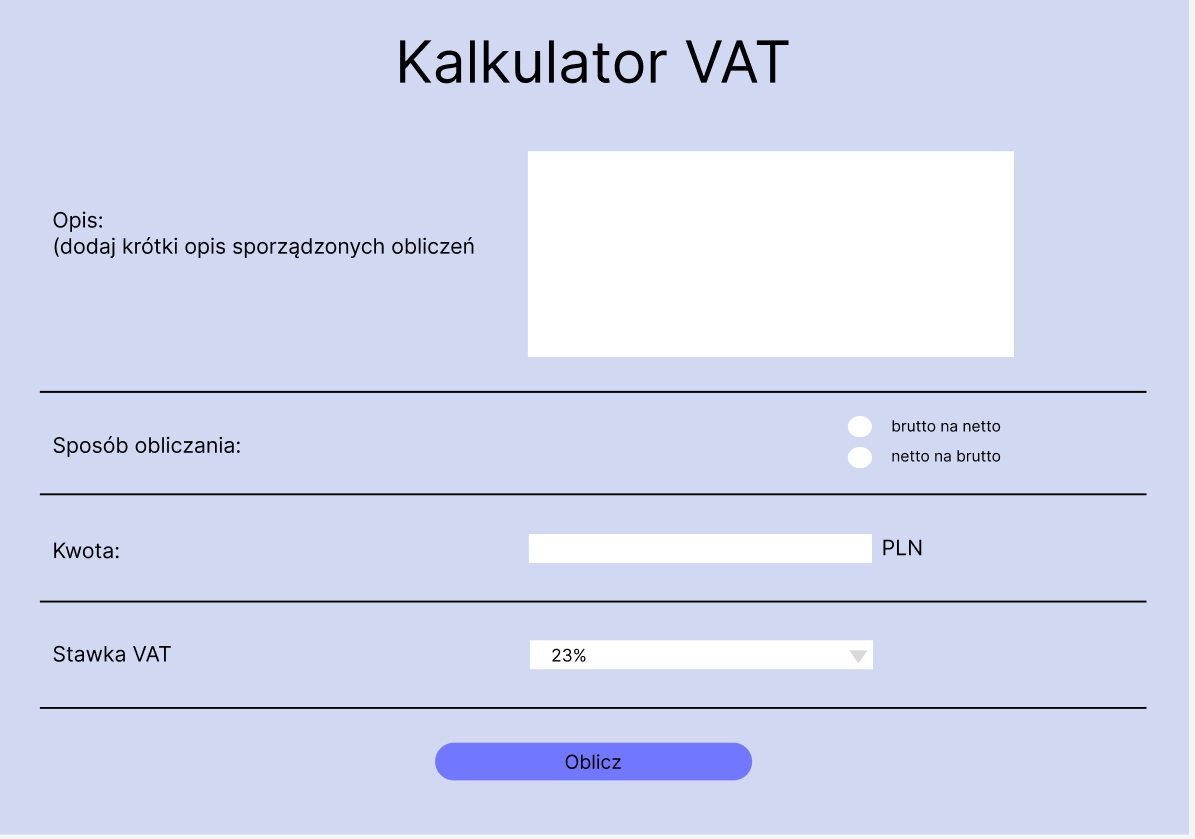 Kalkulator VAT
Opis:
(dodaj krótki opis sporządzonych obliczeń
Sposób obliczania:
brutto na netto
netto na brutto
Kwota:
PLN
Stawka VAT
23%
Oblicz